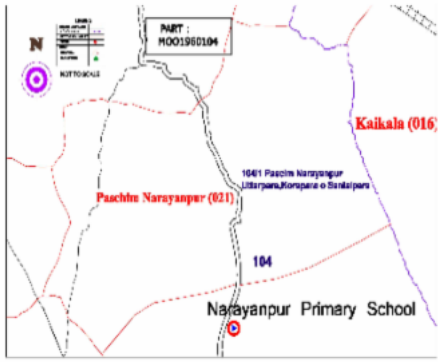 PART :
MOO1960104
N
NOT TO SCALE
Kaikala (016)
104/1 Pascim Narayanpur
Uttarpara,Korapara o Santalpara
Paschim Narayanpur (021)
104
Narayanpur Primary School